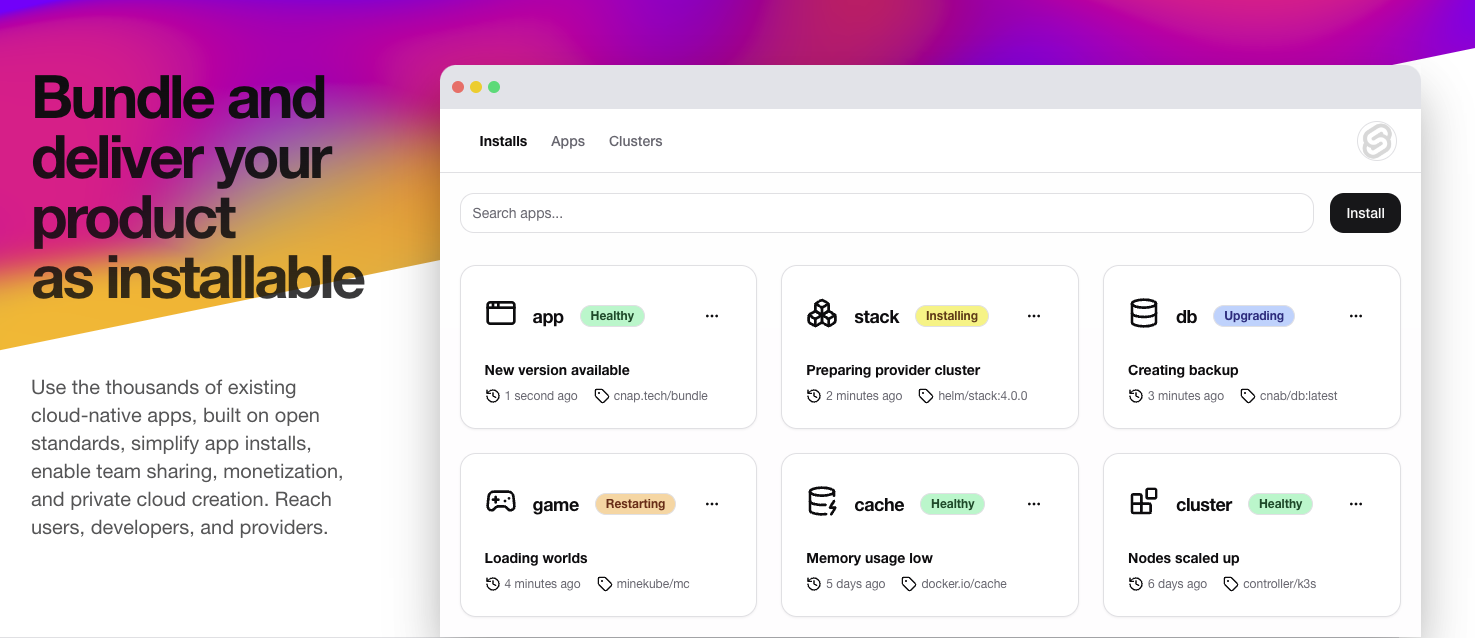 Bundle and
deliver your
product
as installable
Use the thousands of existing
cloud-native apps, built on open
standards, simplify app installs,
enable team sharing, monetization,
and private cloud creation. Reach
users, developers, and providers.
Installs Apps Clusters
Search apps... Install
app Healthy
New version available
1 second ago cnap.tech/bundle
stack Installing
Preparing provider cluster
2 minutes ago helm/stack:4.0.0
db Upgrading
Creating backup
3 minutes ago cnab/db:latest
game Restarting
Loading worlds
4 minutes ago minekube/mc
cache Healthy
Memory usage low
5 days ago docker.io/cache
cluster Healthy
Nodes scaled up
6 days ago controller/k3s